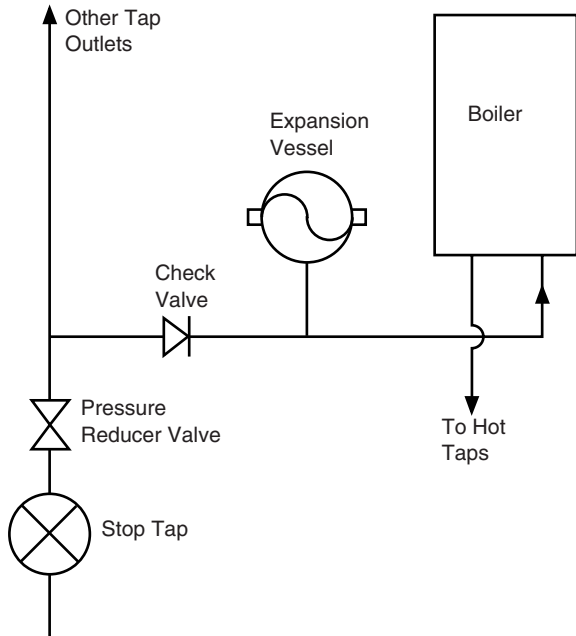 Other Tap
Outlets
Boiler
Expansion
Vessel
Check
Valve
Pressure
Reducer Valve
To Hot
Taps
Stop Tap